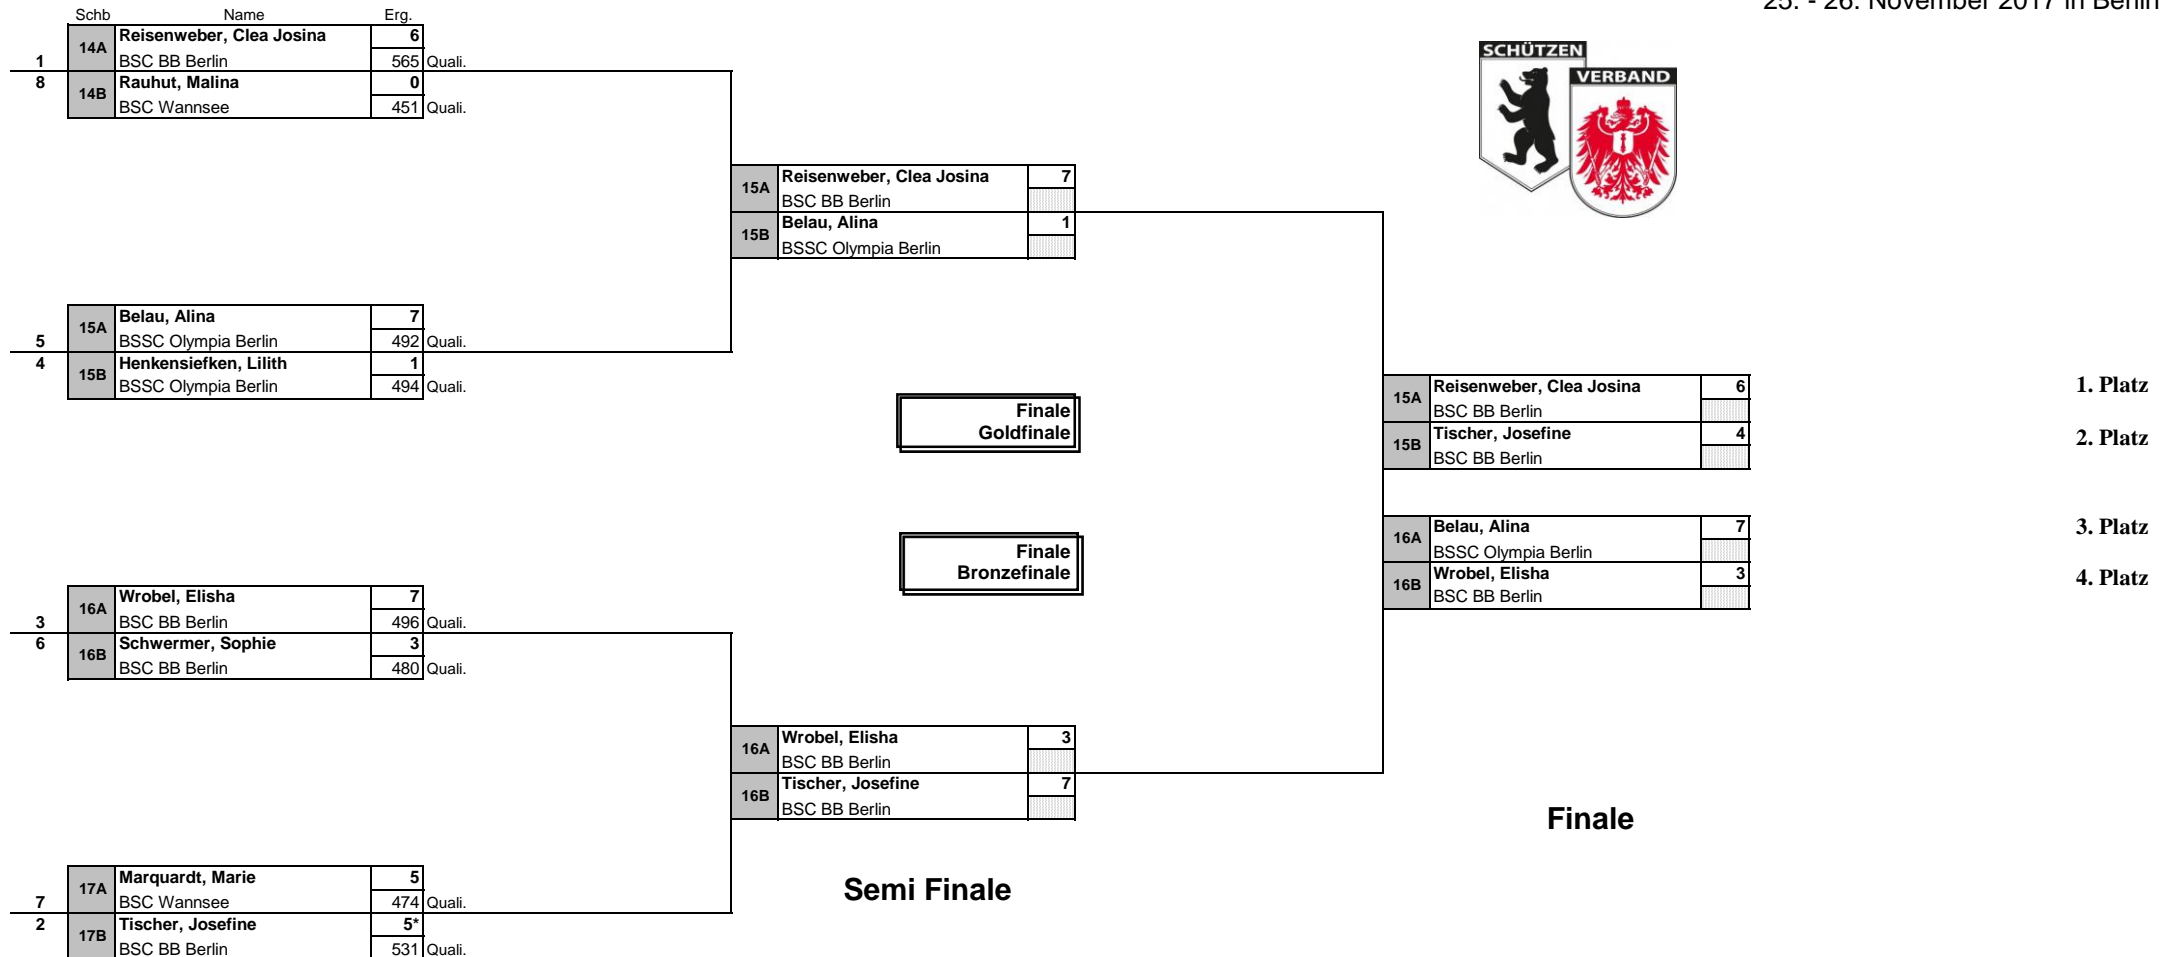 25. - 26. November 2017 in Berlin
Schb Name Erg.
14A Reisenweber, Clea Josina 6
1 BSC BB Berlin 565 Quali.
8 14B Rauhut, Malina 0
BSC Wannsee 451 Quali.
SCHÜTZEN
VERBAND
15A Reisenweber, Clea Josina 7
BSC BB Berlin
15B Belau, Alina 1
BSSC Olympia Berlin
15A Belau, Alina 7
5 BSSC Olympia Berlin 492 Quali.
4 15B Henkensiefken, Lilith 1
BSSC Olympia Berlin 494 Quali.
Finale
Goldfinale
15A Reisenweber, Clea Josina 6 1. Platz
BSC BB Berlin
15B Tischer, Josefine 4 2. Platz
BSC BB Berlin
Finale
Bronzefinale
16A Belau, Alina 7 3. Platz
BSSC Olympia Berlin
16B Wrobel, Elisha 3 4. Platz
BSC BB Berlin
16A Wrobel, Elisha 7
3 BSC BB Berlin 496 Quali.
6 16B Schwermer, Sophie 3
BSC BB Berlin 480 Quali.
16A Wrobel, Elisha 3
BSC BB Berlin
16B Tischer, Josefine 7
BSC BB Berlin
Finale
Semi Finale
17A Marquardt, Marie 5
7 BSC Wannsee 474 Quali.
2 17B Tischer, Josefine 5*
BSC BB Berlin 531 Quali.